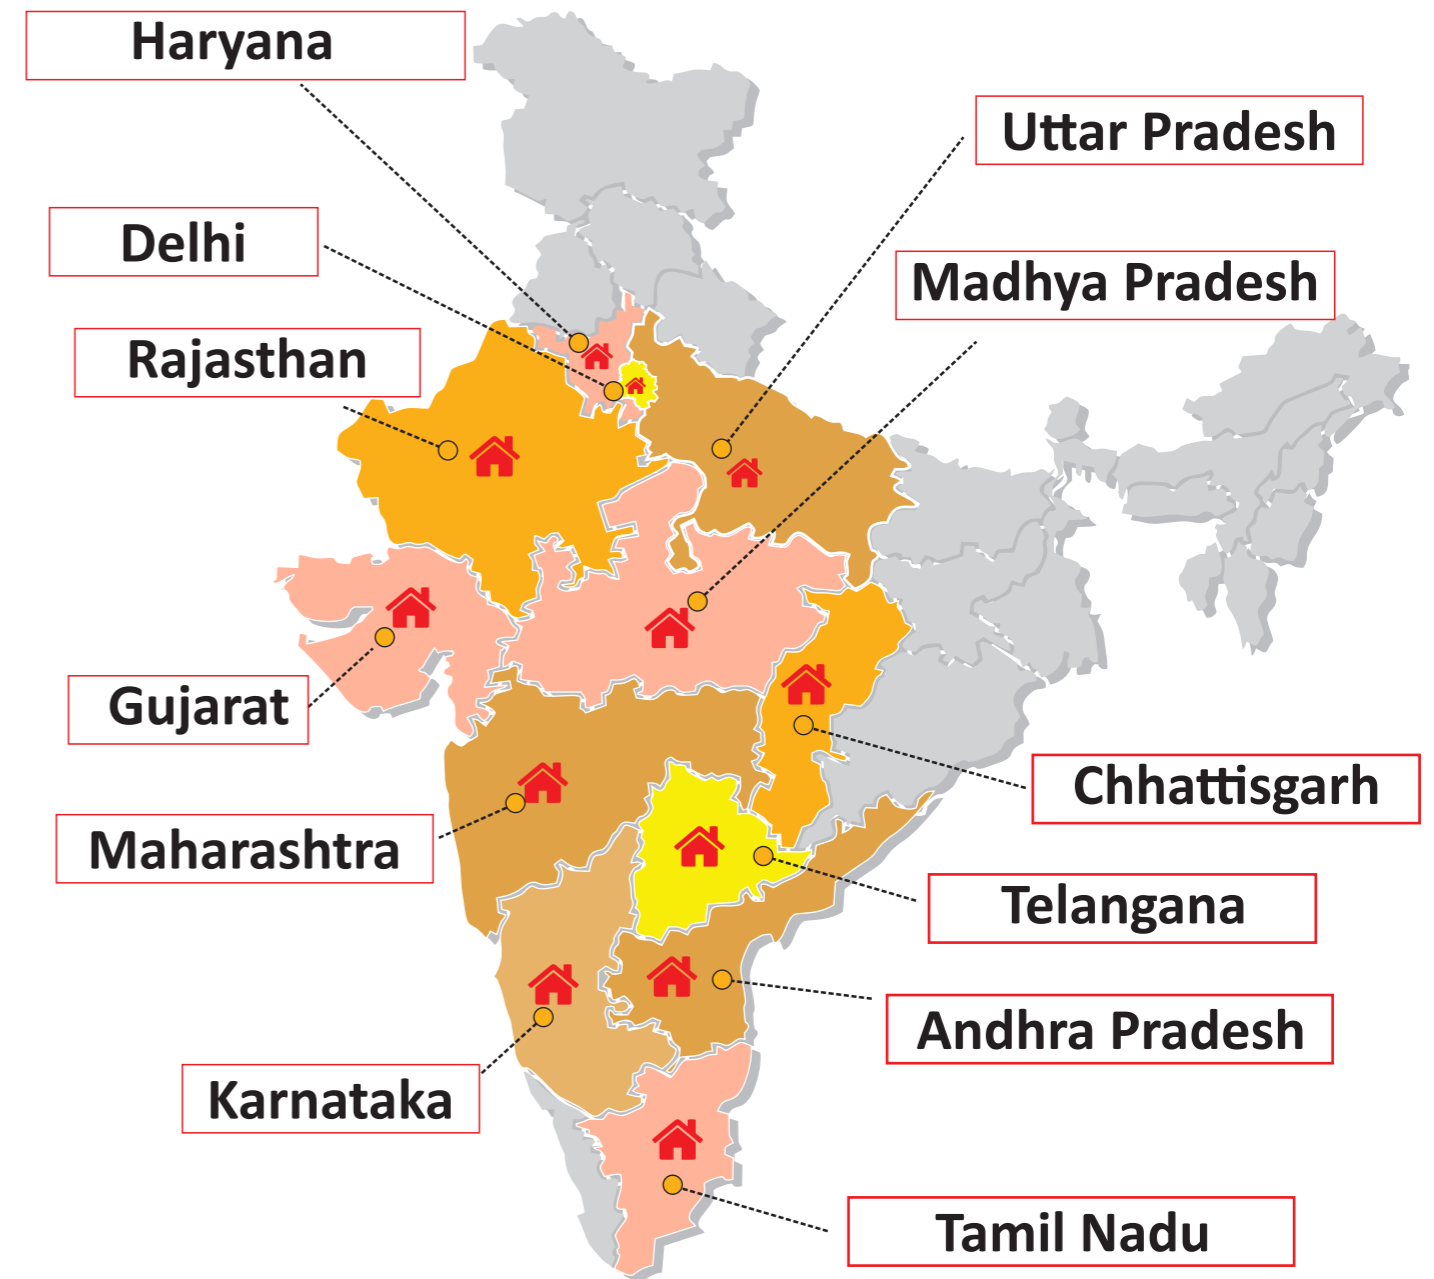 Haryana
Uttar Pradesh
Delhi
Madhya Pradesh
Rajasthan
Gujarat
Chhattisgarh
Maharashtra
Telangana
Andhra Pradesh
Karnataka
Tamil Nadu